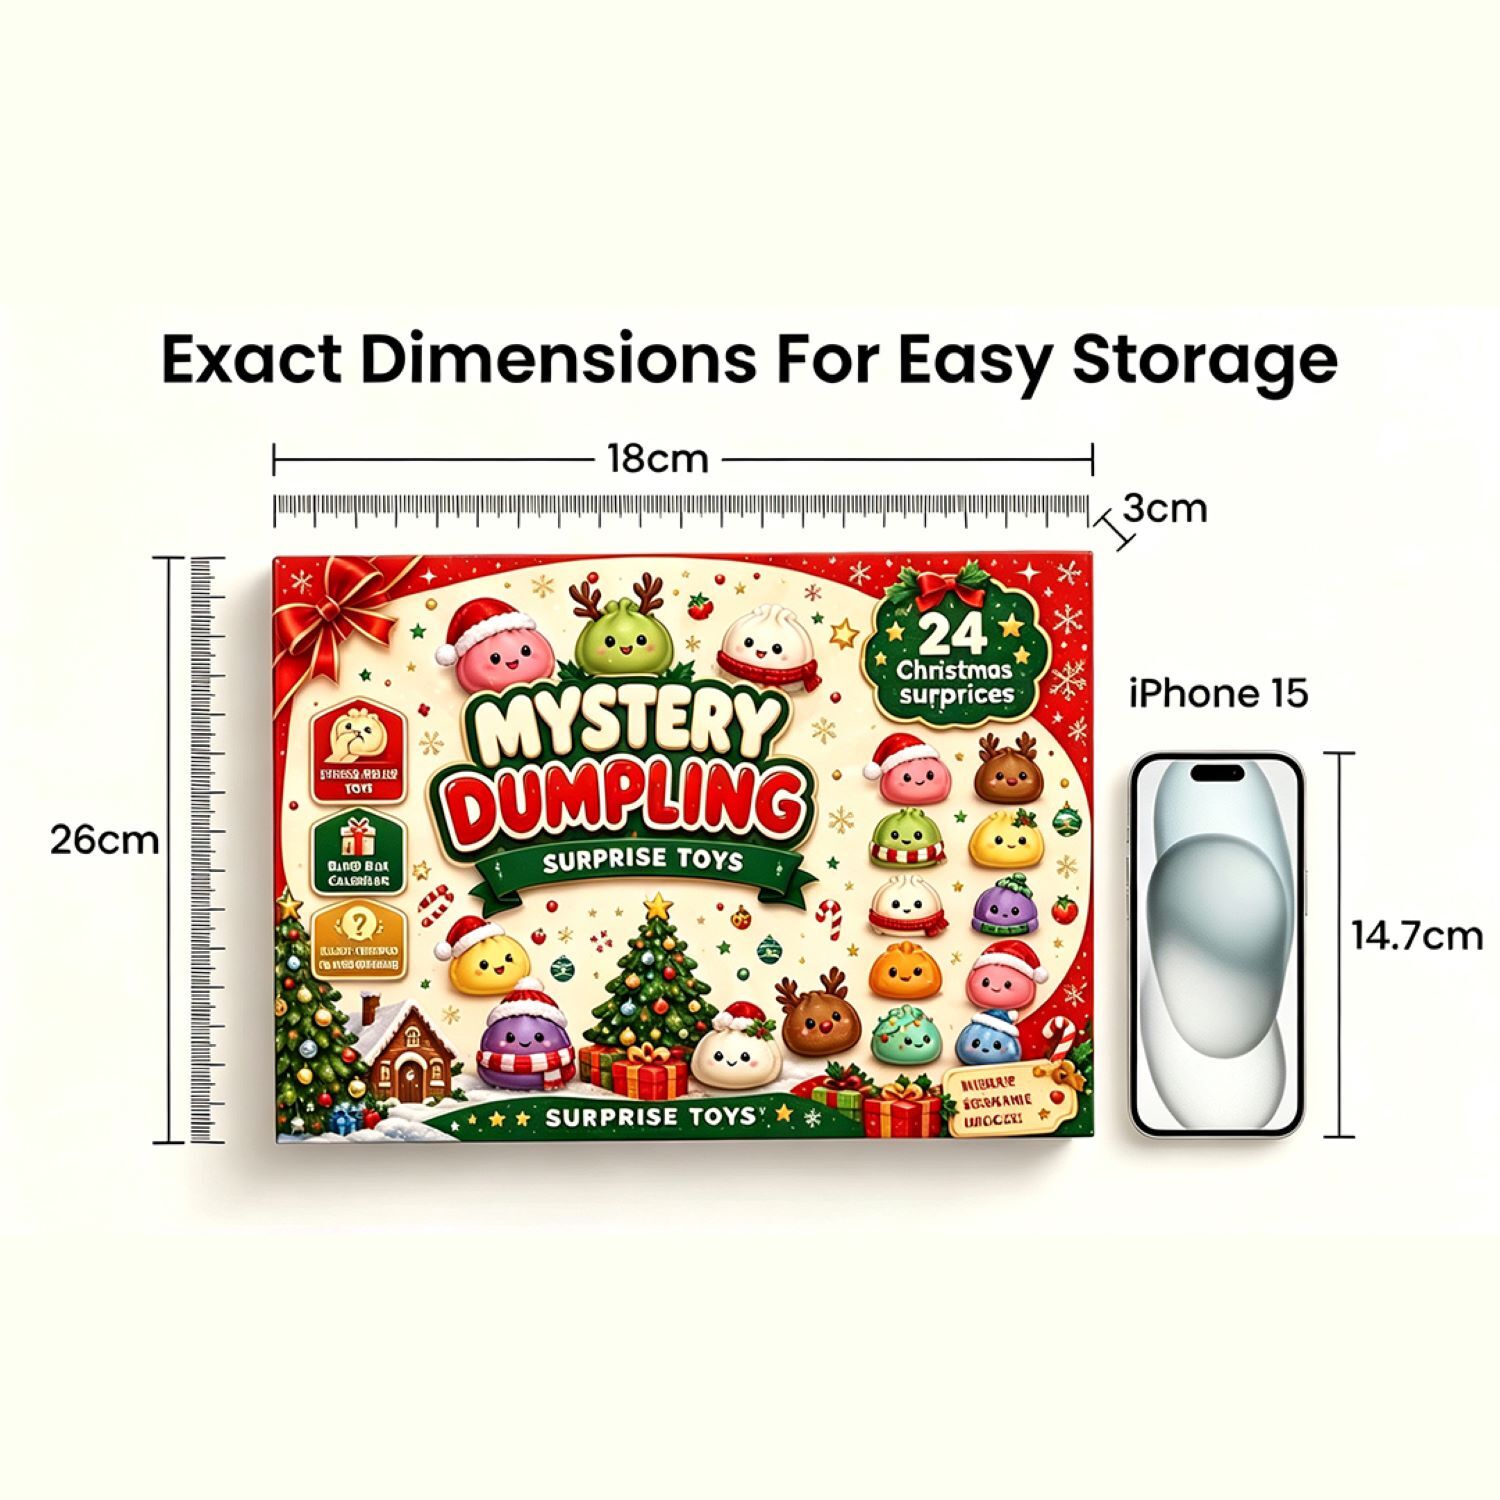 Exact Dimensions For Easy Storage
18cm
3cm
26cm
24
Christmas
surprices
MYSTERY
DUMPLING
SURPRISE TOYS
TOYS
iPhone 15
14.7cm
SURPRISE TOYS